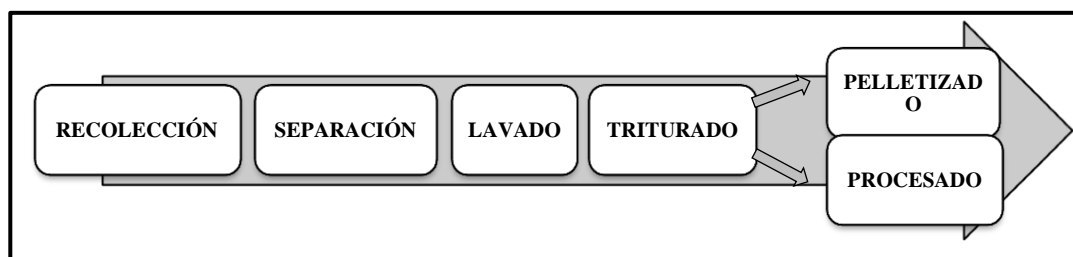 RECOLECCIÓN
SEPARACIÓN
LAVADO
TRITURADO
PELLETIZAD
O
PROCESADO